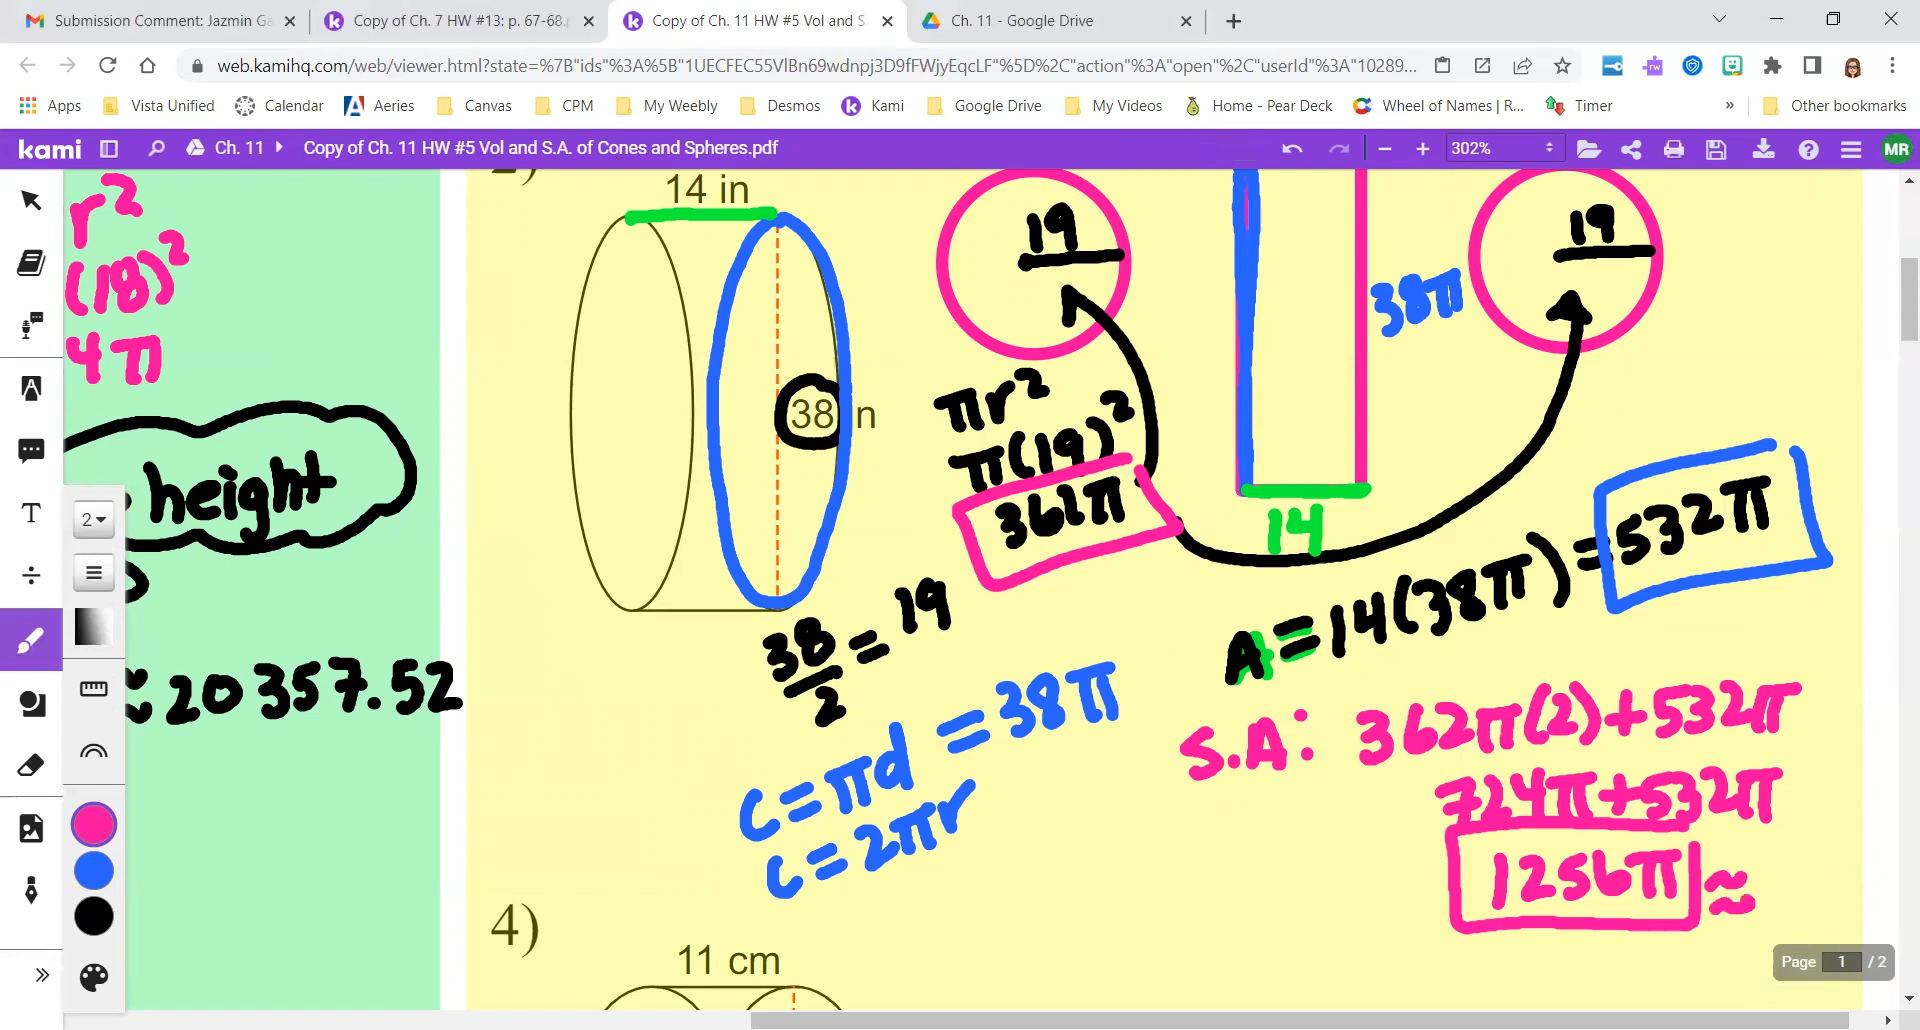 Submission Comment: Jazmin Ga
Copy of Ch. 7 HW #13: p. 67-68.
Copy of Ch. 11 HW #5 Vol and S
Ch. 11 - Google Drive
web.kamihq.com/web/viewer.html?state=%7B"ids"%3A%5B"1UECFEC55VlBn69wdnpj3D9fFWjyEqcLF"%5D%2C"action"%3A"open"%2C"userId"%3A"10289...
Apps
Vista Unified
Calendar
Aeries
Canvas
CPM
My Weebly
Desmos
Kami
Google Drive
My Videos
Home - Pear Deck
Wheel of Names | R...
Timer
»
Other bookmarks
kami
Ch. 11
Copy of Ch. 11 HW #5 Vol and S.A. of Cones and Spheres.pdf
302%
MR
r²
(18)²
4π
height
≈20357.52
14 in
38 n
19
19
38π
14
πr²
π(19)²
362π
38/2 = 19
C = πd = 38π
C = 2πr
A = 14(38π) = 532π
S.A: 362π(2)+532π
724π+532π
1256π ≈
4)
11 cm
2
Page 1 / 2